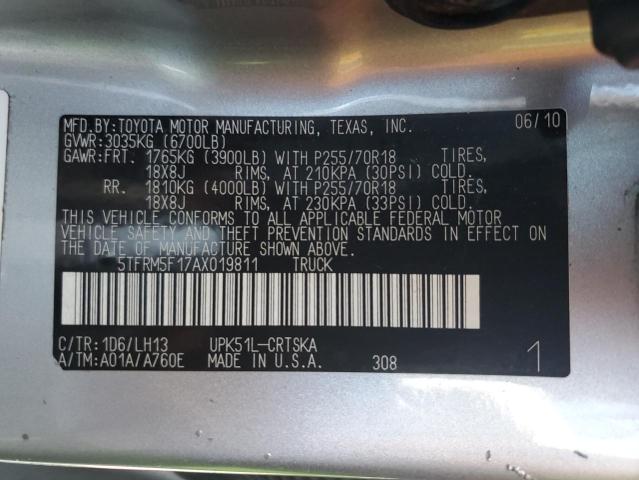 MFD.BY:TOYOTA MOTOR MANUFACTURING, TEXAS, INC. 06/10
GVWR:3035KG (6700LB)
GAWR:FRT. 1765KG (3900LB) WITH P255/70R18 TIRES,
18X8J RIMS, AT 210KPA (30PSI) COLD.
RR. 1810KG (4000LB) WITH P255/70R18 TIRES,
18X8J RIMS, AT 230KPA (33PSI) COLD.
THIS VEHICLE CONFORMS TO ALL APPLICABLE FEDERAL MOTOR
VEHICLE SAFETY AND THEFT PREVENTION STANDARDS IN EFFECT ON
THE DATE OF MANUFACTURE SHOWN ABOVE.
5TFRM5F17AX019811 TRUCK
C/TR:1D6/LH13 UPK51L-CRTSKA
A/TM:A01A/A760E MADE IN U.S.A. 308 1